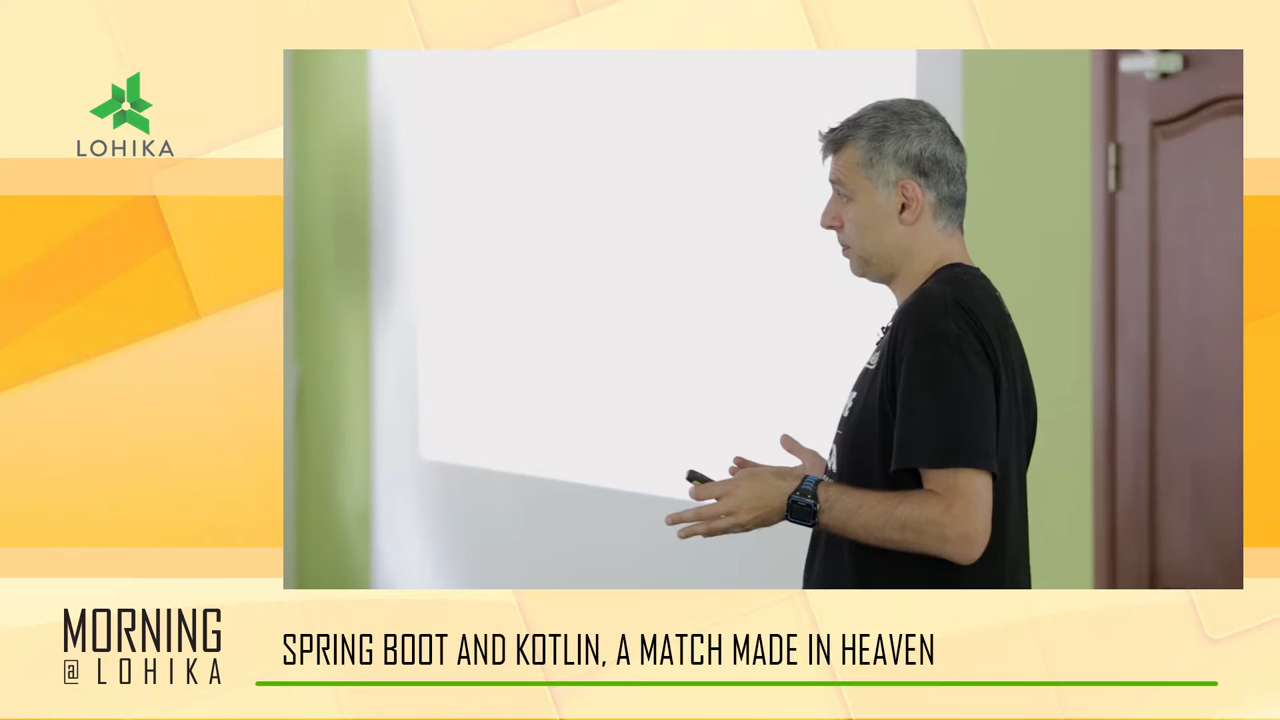 LOHIKA
MORNING
@ LOHIKA
SPRING BOOT AND KOTLIN, A MATCH MADE IN HEAVEN